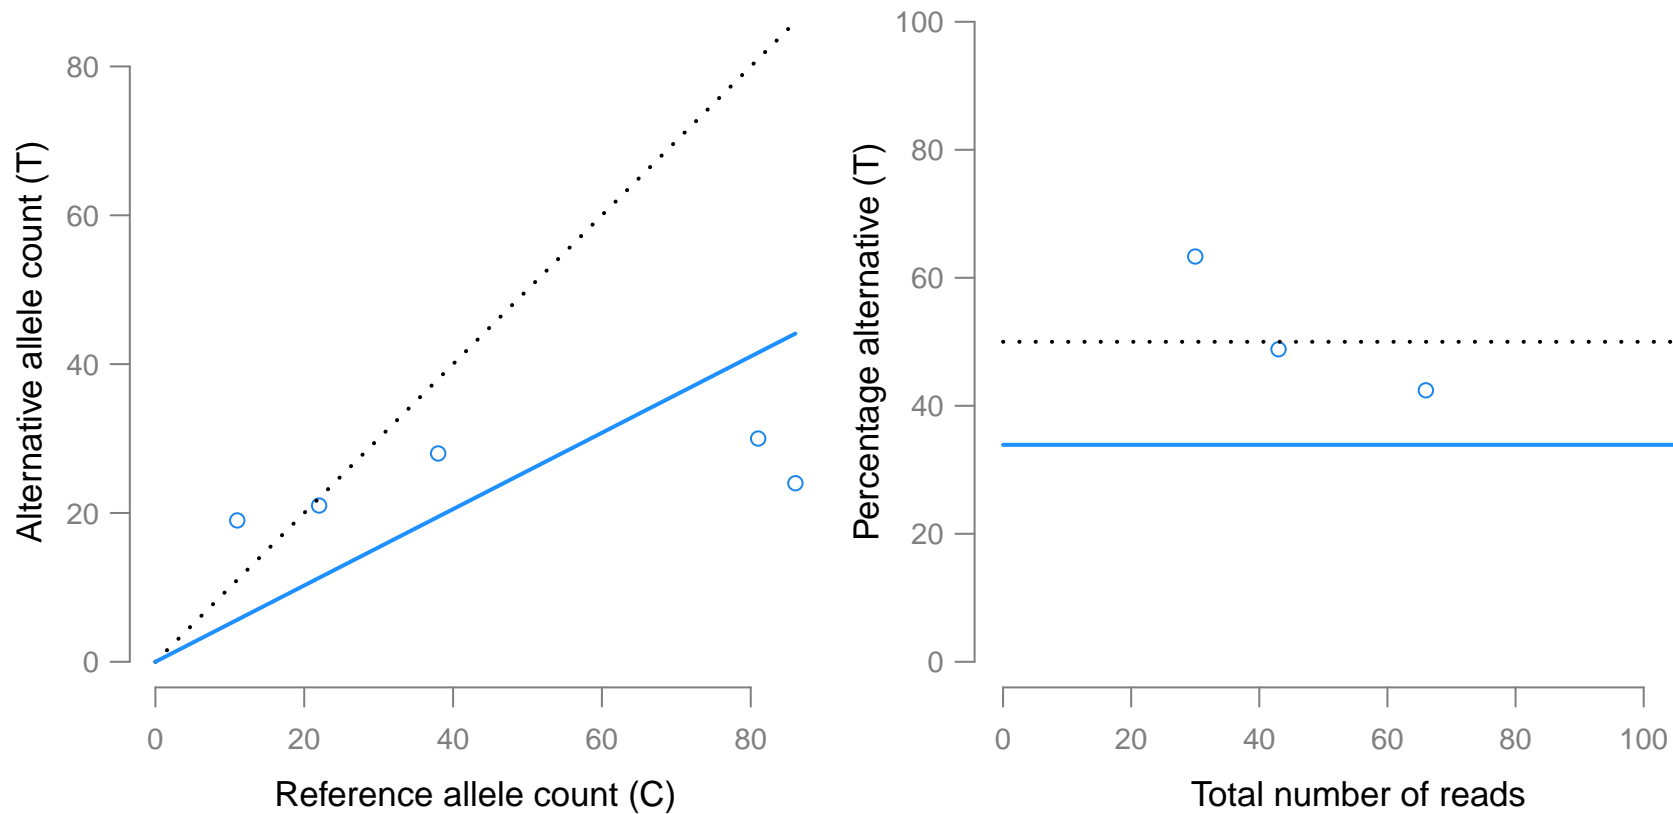 Alternative allele count (T)
80
60
40
20
0
0 20 40 60 80
Reference allele count (C)
Percentage alternative (T)
100
80
60
40
20
0
0 20 40 60 80 100
Total number of reads